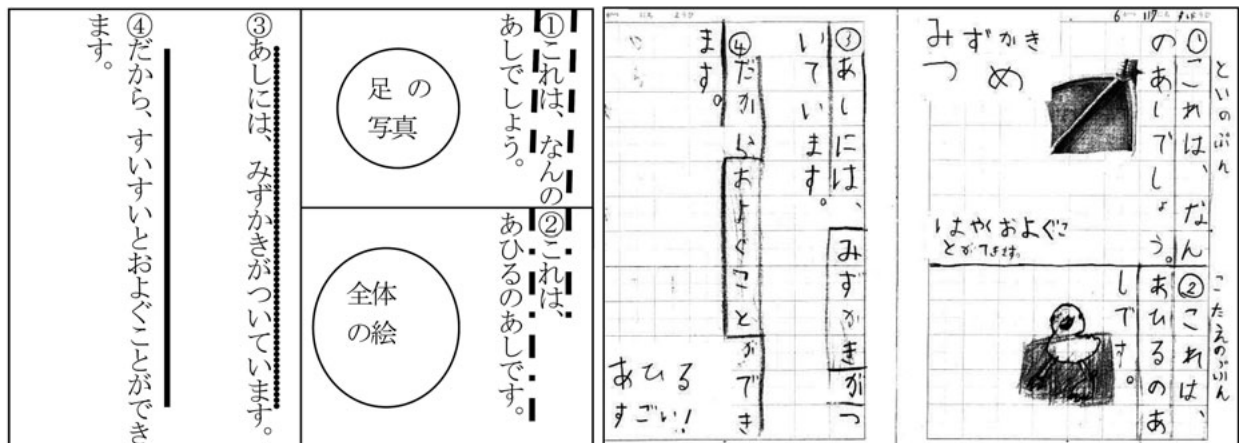 ①これは、なんの
あしでしょう。
足の
写真
②これは、
あひるのあしです。
全体
の絵
③あしには、みずかきがついています。
④だから、すいすいとおよぐことができ
ます。
といのぶん
①これは、なん
のあしでしょう。
みずかき
つめ
はやくおよぐこ
とができます。
こたえのぶん
②これは、
あひるのあ
しです。
③あしには、みずかきがつ
いています。
④だからおよぐことができ
ます。
あひる
すごい!!